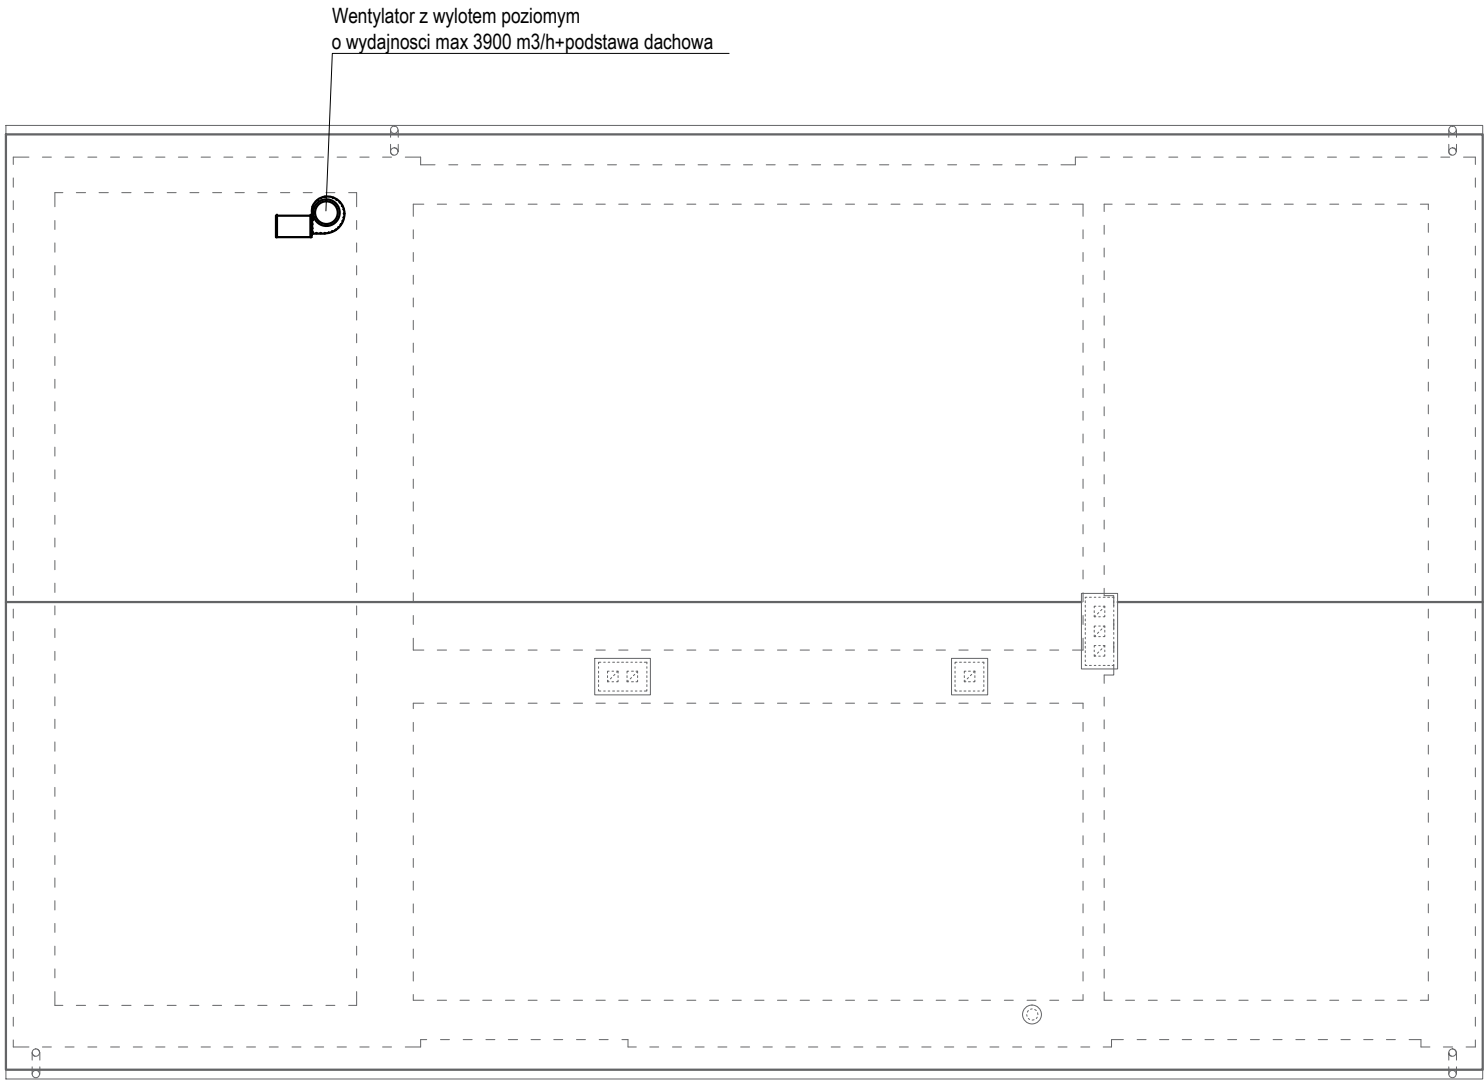 Wentylator z wylotem poziomym
o wydajnosci max 3900 m3/h+podstawa dachowa